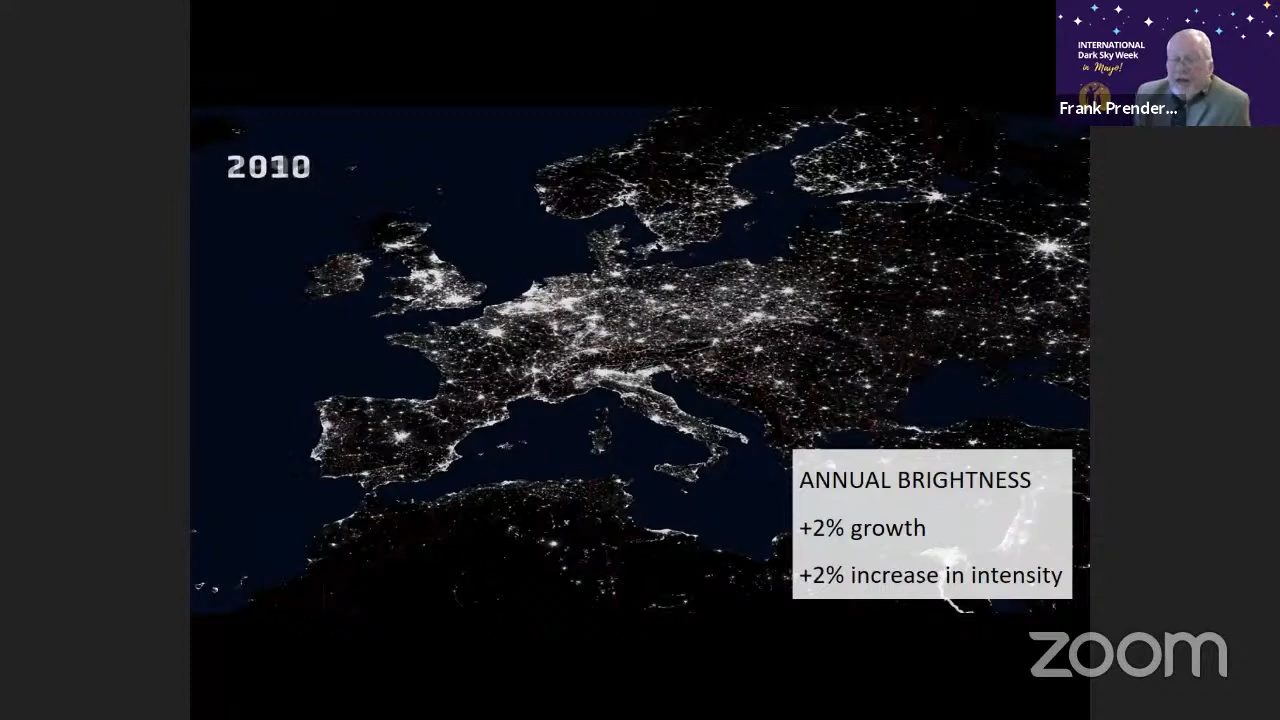 INTERNATIONAL
Dark Sky Week
in Mayo!
Frank Prender...
2010
ANNUAL BRIGHTNESS
+2% growth
+2% increase in intensity
zoom